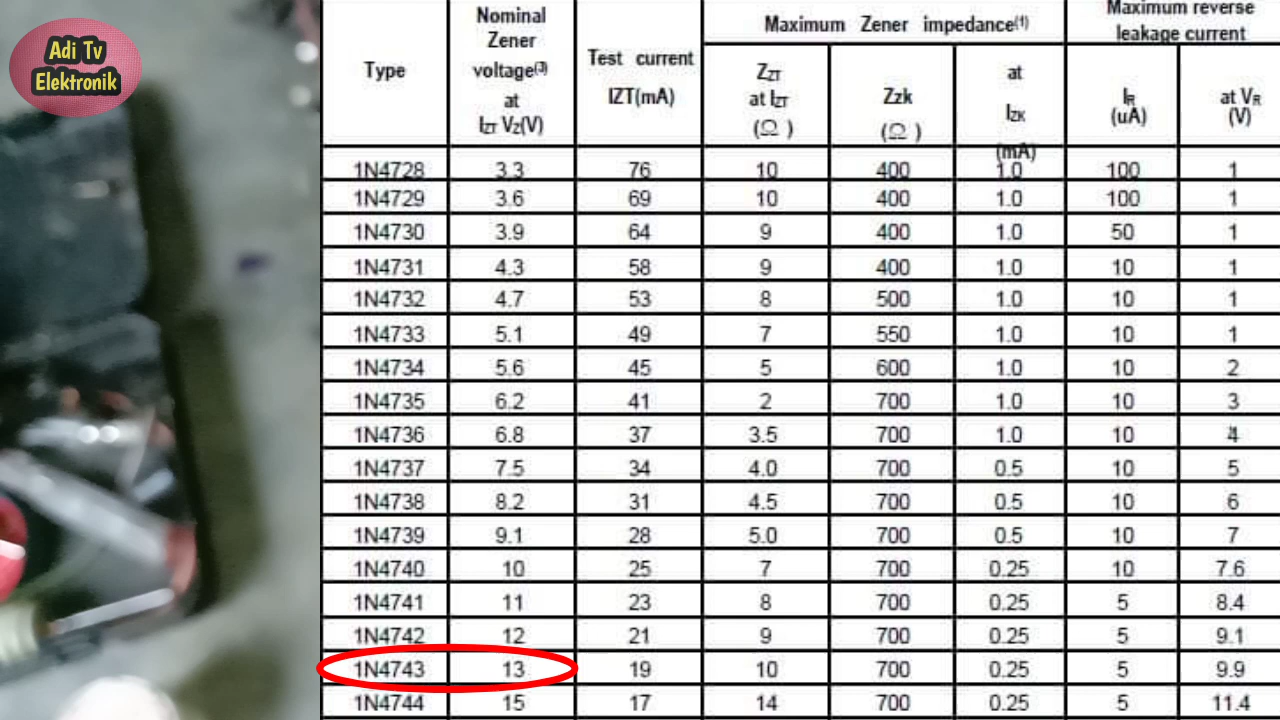 Adi Tv
Elektronik
Type
Nominal
Zener
voltage(3)
at
IZT VZ(V)
Test current
IZT(mA)
Maximum Zener impedance(1)
ZZT
at IZT
(Ω )
Zzk
(Ω )
at
IZK
(mA)
Maximum reverse
leakage current
IR
(uA)
at VR
(V)
1N4728 3.3 76 10 400 1.0 100 1
1N4729 3.6 69 10 400 1.0 100 1
1N4730 3.9 64 9 400 1.0 50 1
1N4731 4.3 58 9 400 1.0 10 1
1N4732 4.7 53 8 500 1.0 10 1
1N4733 5.1 49 7 550 1.0 10 1
1N4734 5.6 45 5 600 1.0 10 2
1N4735 6.2 41 2 700 1.0 10 3
1N4736 6.8 37 3.5 700 1.0 10 4
1N4737 7.5 34 4.0 700 0.5 10 5
1N4738 8.2 31 4.5 700 0.5 10 6
1N4739 9.1 28 5.0 700 0.5 10 7
1N4740 10 25 7 700 0.25 10 7.6
1N4741 11 23 8 700 0.25 5 8.4
1N4742 12 21 9 700 0.25 5 9.1
1N4743 13 19 10 700 0.25 5 9.9
1N4744 15 17 14 700 0.25 5 11.4